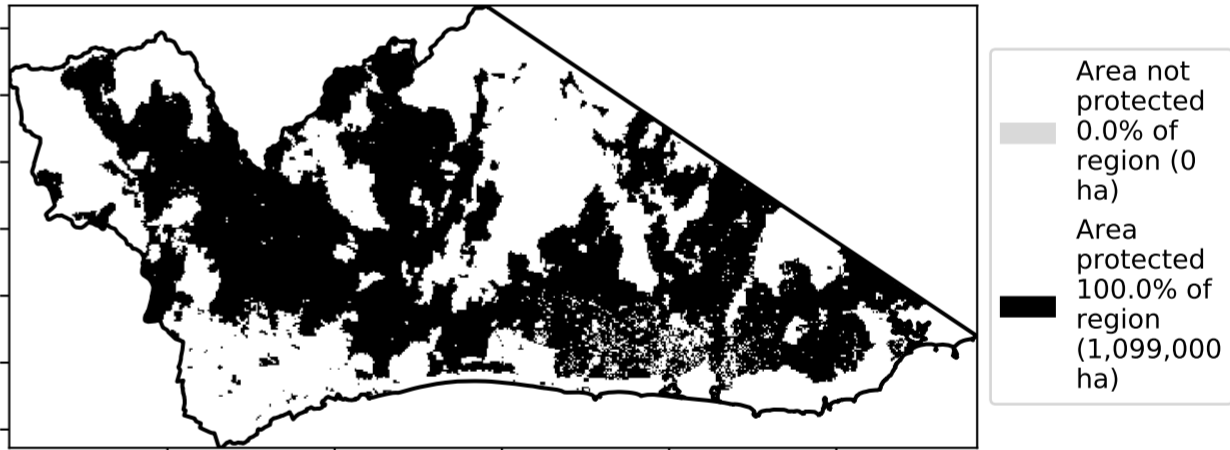 Area not
protected
0.0% of
region (0
ha)
Area
protected
100.0% of
region
(1,099,000
ha)